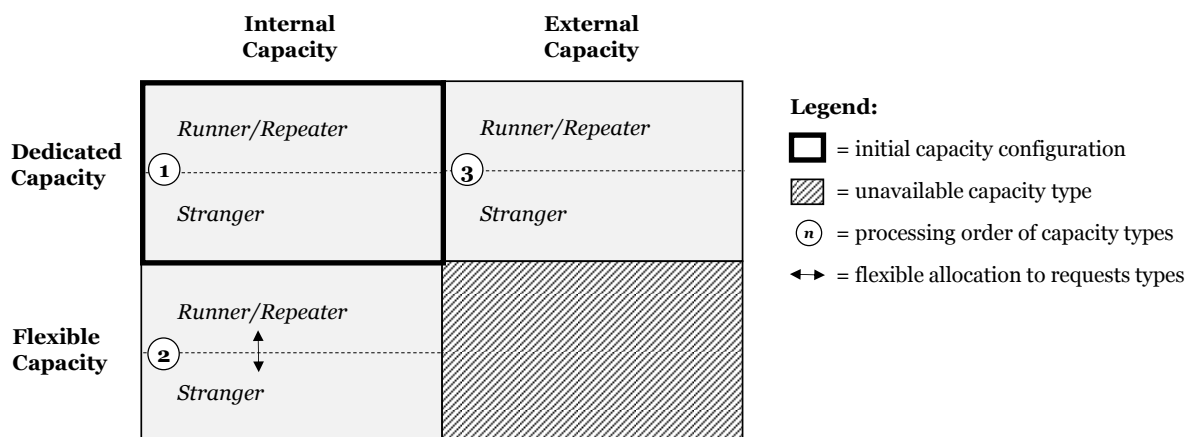 Internal
Capacity
External
Capacity
Dedicated
Capacity
Runner/Repeater
1
Stranger
Runner/Repeater
3
Stranger
Flexible
Capacity
Runner/Repeater
2
Stranger
Legend:
= initial capacity configuration
= unavailable capacity type
n = processing order of capacity types
= flexible allocation to requests types